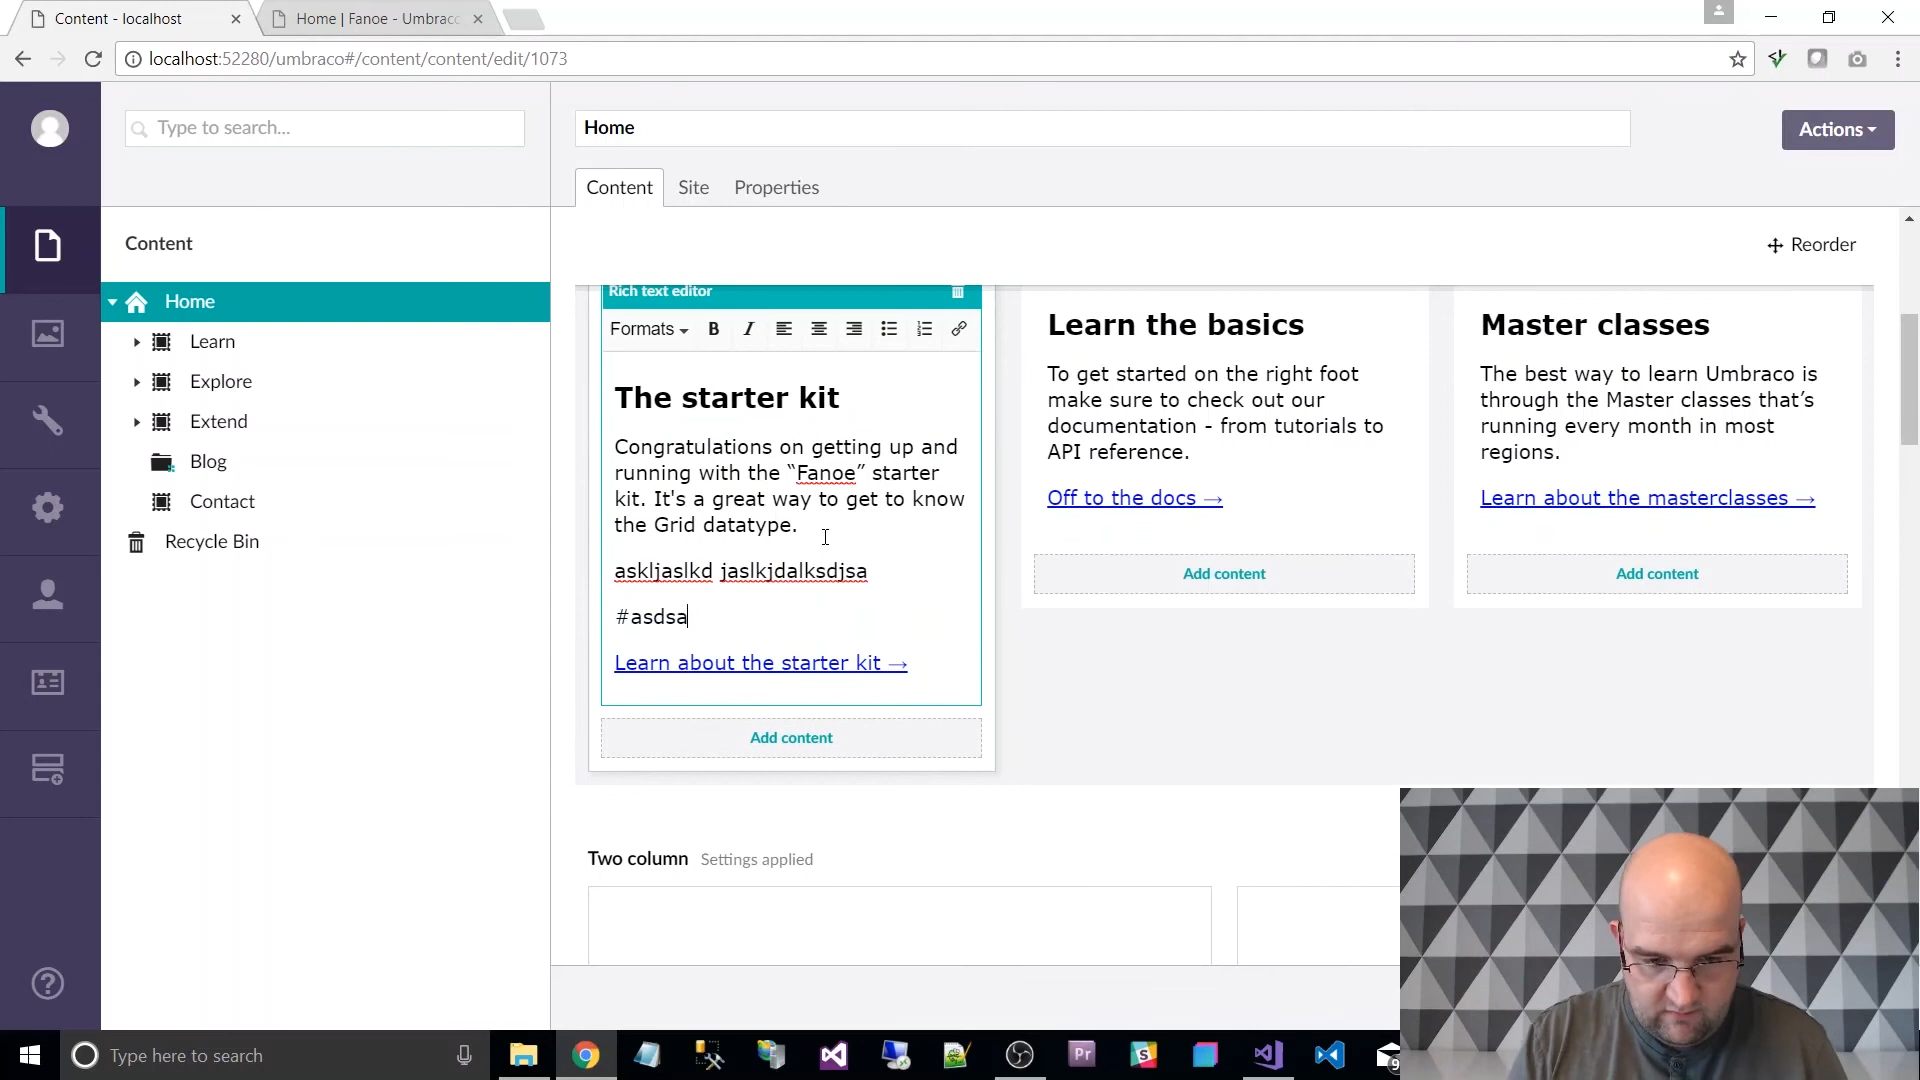 Content - localhost
Home | Fanoe - Umbraco
localhost:52280/umbraco#/content/content/edit/1073
Type to search...
Home
Actions
Content
Site
Properties
Content
Reorder
Home
Learn
Explore
Extend
Blog
Contact
Recycle Bin
Rich text editor
Formats
B
I
The starter kit
Congratulations on getting up and
running with the “Fanoe” starter
kit. It's a great way to get to know
the Grid datatype.
askljaslkd jaslkjdalksdjsa
#asdsa
Learn about the starter kit →
Add content
Learn the basics
To get started on the right foot
make sure to check out our
documentation - from tutorials to
API reference.
Off to the docs →
Add content
Master classes
The best way to learn Umbraco is
through the Master classes that’s
running every month in most
regions.
Learn about the masterclasses →
Add content
Two column
Settings applied
Type here to search
Pr
9